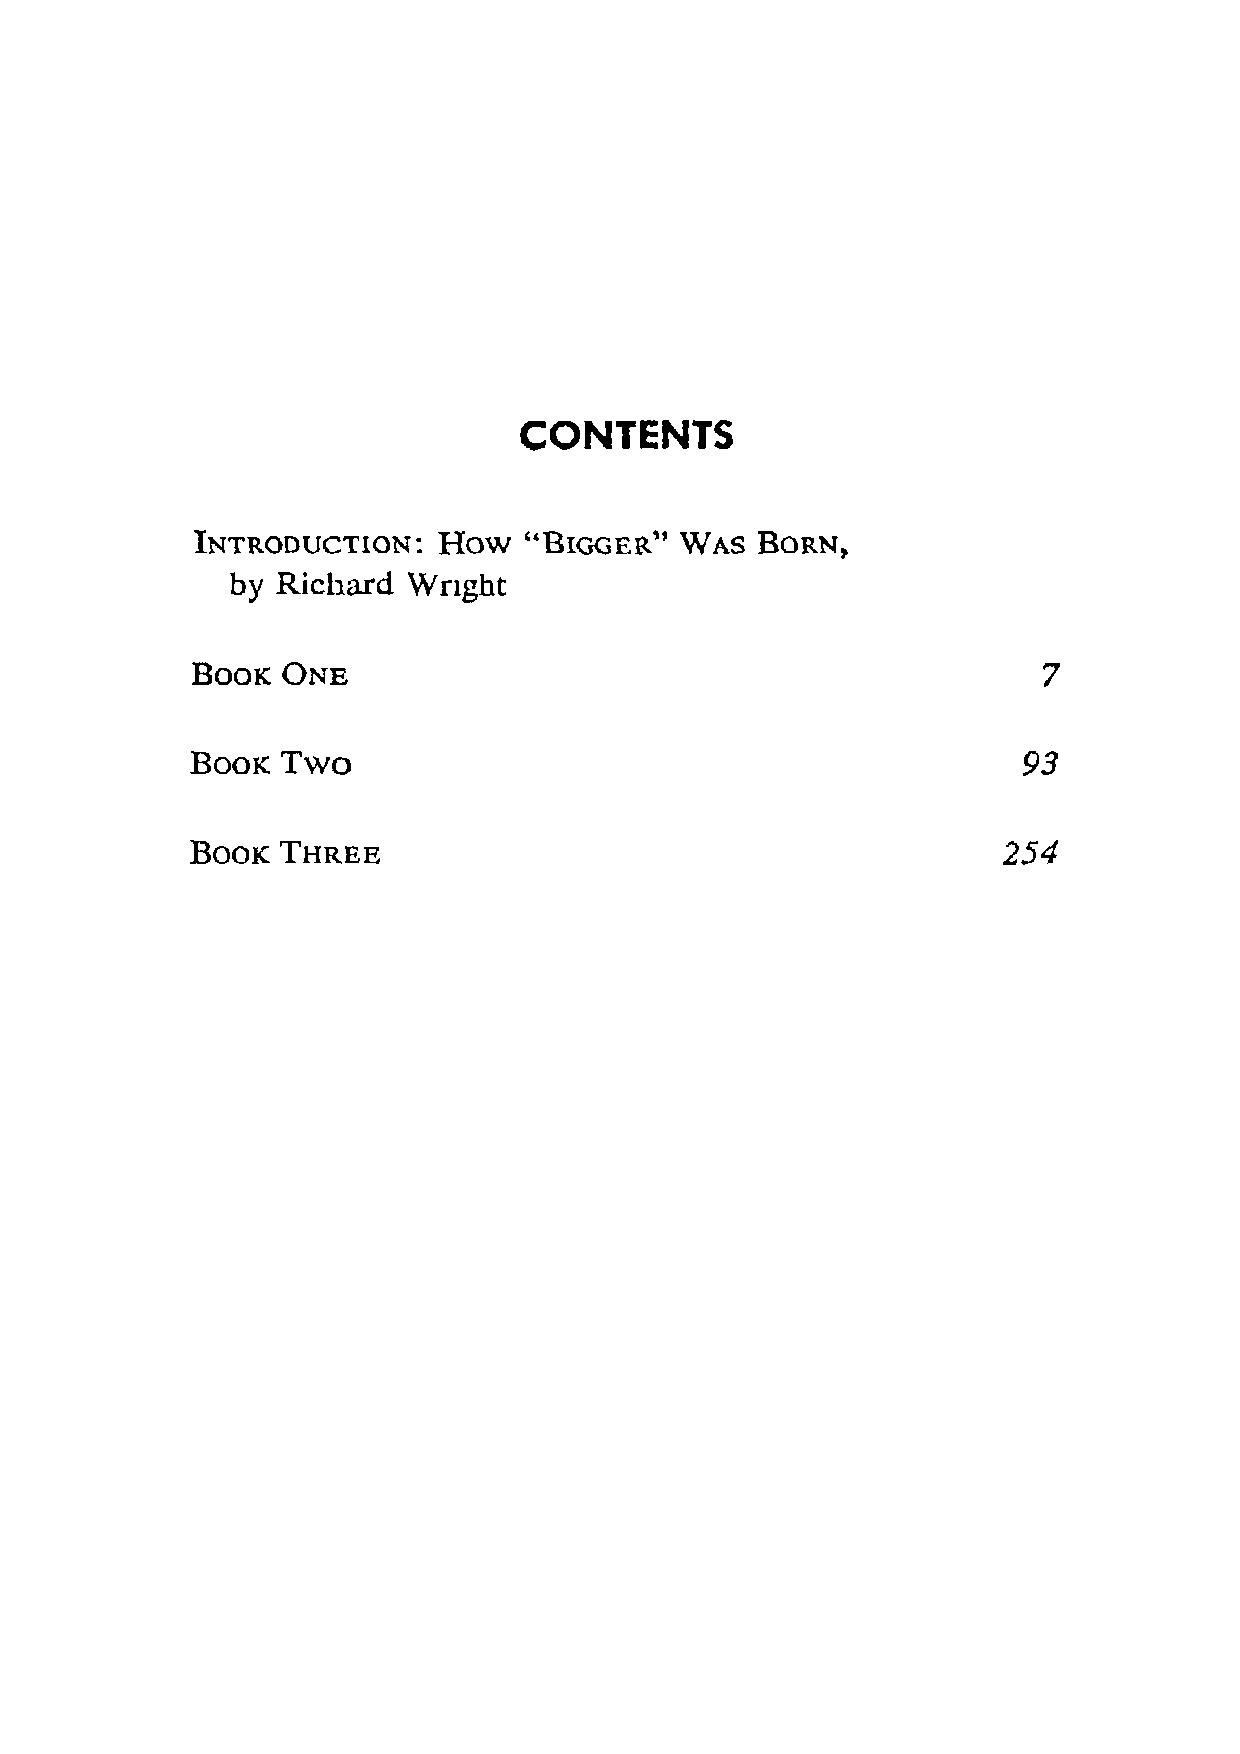 CONTENTS
INTRODUCTION: HOW “BIGGER” WAS BORN,
by Richard Wright
BOOK ONE 7
BOOK TWO 93
BOOK THREE 254